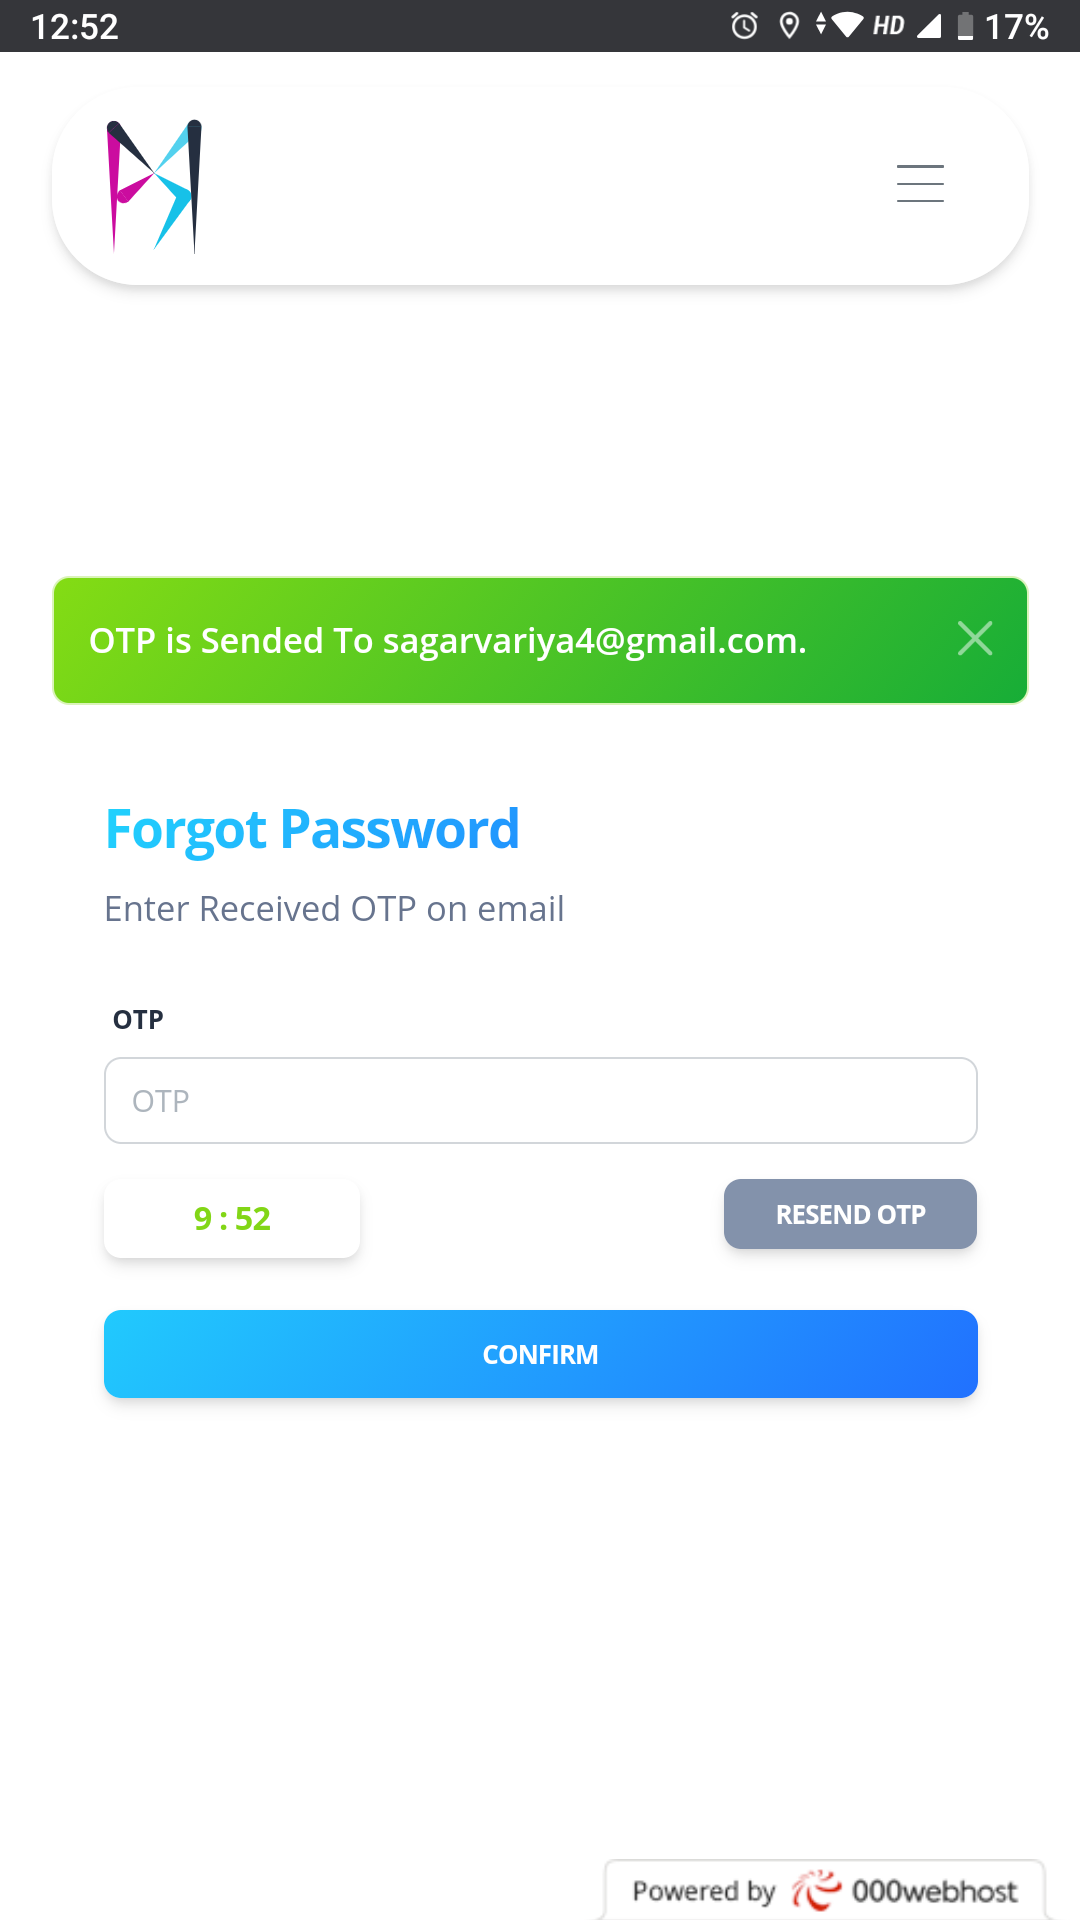 12:52
HD
17%
OTP is Sended To sagarvariya4@gmail.com.
Forgot Password
Enter Received OTP on email
OTP
OTP
9 : 52
RESEND OTP
CONFIRM
Powered by 000webhost